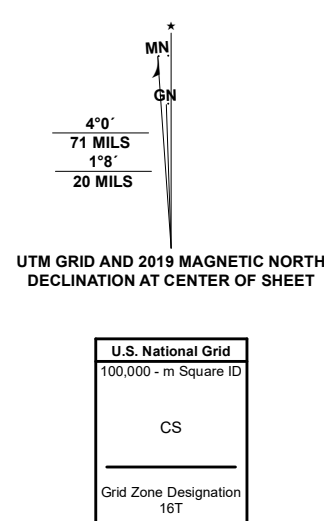 MN
GN
4°0´
71 MILS
1°8´
20 MILS
UTM GRID AND 2019 MAGNETIC NORTH
DECLINATION AT CENTER OF SHEET
U.S. National Grid
100,000 - m Square ID
CS
Grid Zone Designation
16T